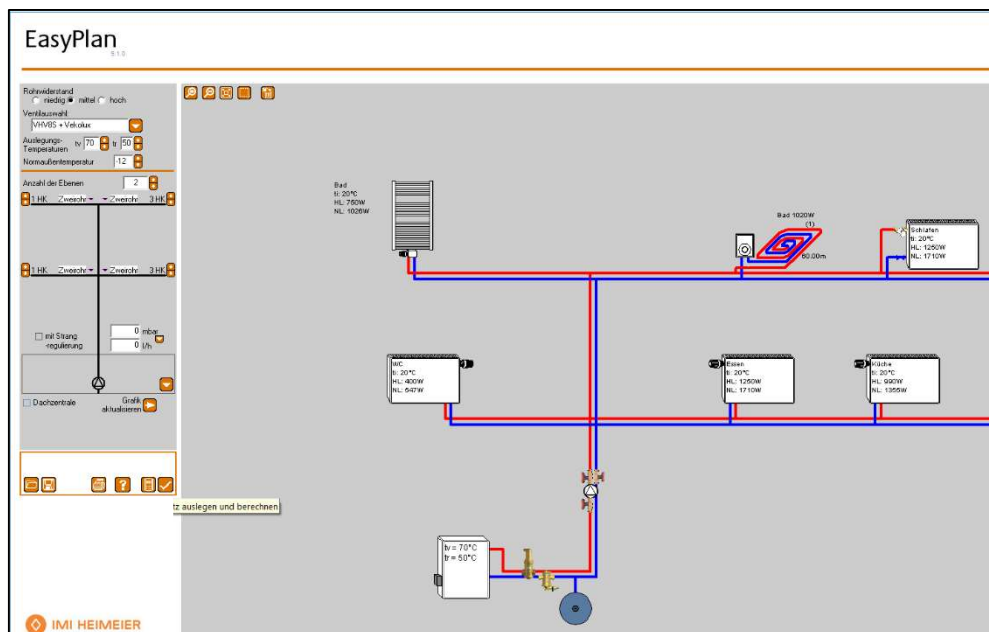 EasyPlan
Rohrwiderstand
niedrig mittel hoch
Ventilauswahl
VHV8S + Vekolux
Auslegungs-
Temperaturen tv 70 tr 50
Normaußentemperatur -12
Anzahl der Ebenen 2
1 HK Zweirohr Zweirohr 3 HK
1 HK Zweirohr Zweirohr 3 HK
mit Strang
-regulierung
0 mbar
0 l/h
Dachzentrale
Grafik
aktualisieren
tz auslegen und berechnen
IMI HEIMEIER
Bad
ti: 20°C
HL: 750W
NL: 1026W
Bad 1020W
(1)
60.00m
Schlafen
ti: 20°C
HL: 1250W
NL: 1710W
WC
ti: 20°C
HL: 400W
NL: 547W
Essen
ti: 20°C
HL: 1250W
NL: 1710W
Küche
ti: 20°C
HL: 990W
NL: 1355W
tv = 70°C
tr = 50°C